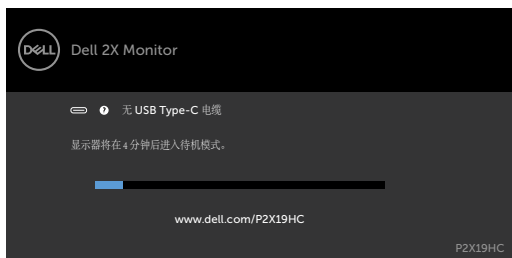 DELL Dell 2X Monitor
? 无 USB Type-C 电缆
显示器将在 4 分钟后进入待机模式。
www.dell.com/P2X19HC
P2X19HC